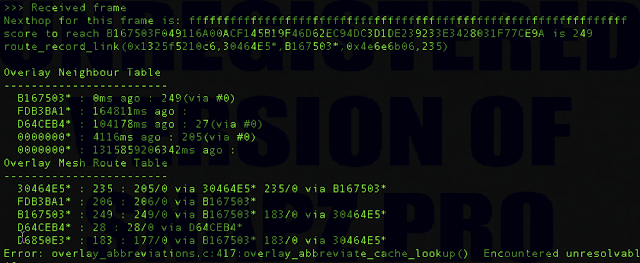 >>> Received frame
Nexthop for this frame is: ffffffffffffffffffffffffffffffffffffffffffffffffffffffffffffffff
score to reach B167503F049116A00ACF145B19F46D62EC94DC3D1DE239233E3428031F77CE9A is 249
route_record_link(0x1325f5210c6,30464E5*,B167503*,0x4e6e6b06,235)
Overlay Neighbour Table
------------------------
B167503* : 0ms ago : 249(via #0)
FDB3BA1* : 164811ms ago :
D64CEB4* : 104178ms ago : 27(via #0)
0000000* : 4116ms ago : 205(via #0)
0000000* : 1315859206342ms ago :
Overlay Mesh Route Table
------------------------
30464E5* : 235 : 205/0 via 30464E5* 235/0 via B167503*
FDB3BA1* : 206 : 206/0 via B167503*
B167503* : 249 : 249/0 via B167503* 183/0 via 30464E5*
D64CEB4* : 28 : 28/0 via D64CEB4*
D6850E3* : 183 : 177/0 via B167503* 183/0 via 30464E5*
Error: overlay_abbreviations.c:417:overlay_abbreviate_cache_lookup()  Encountered unresolvabl
UNREGISTERED
VERSION OF
PRO